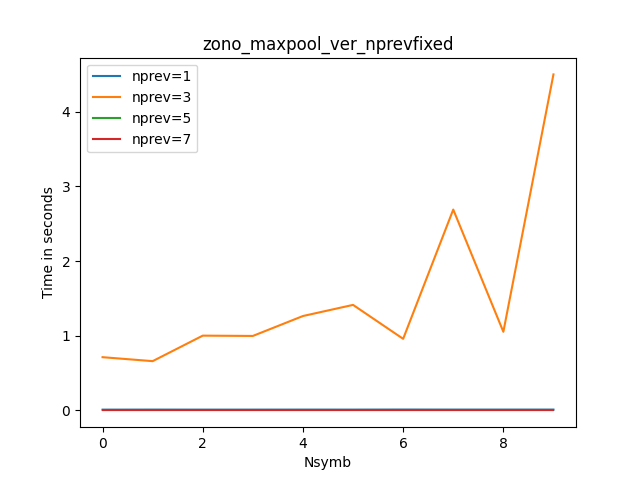 zono_maxpool_ver_nprevfixed
nprev=1
nprev=3
nprev=5
nprev=7
Time in seconds
4
3
2
1
0
0 2 4 6 8
Nsymb